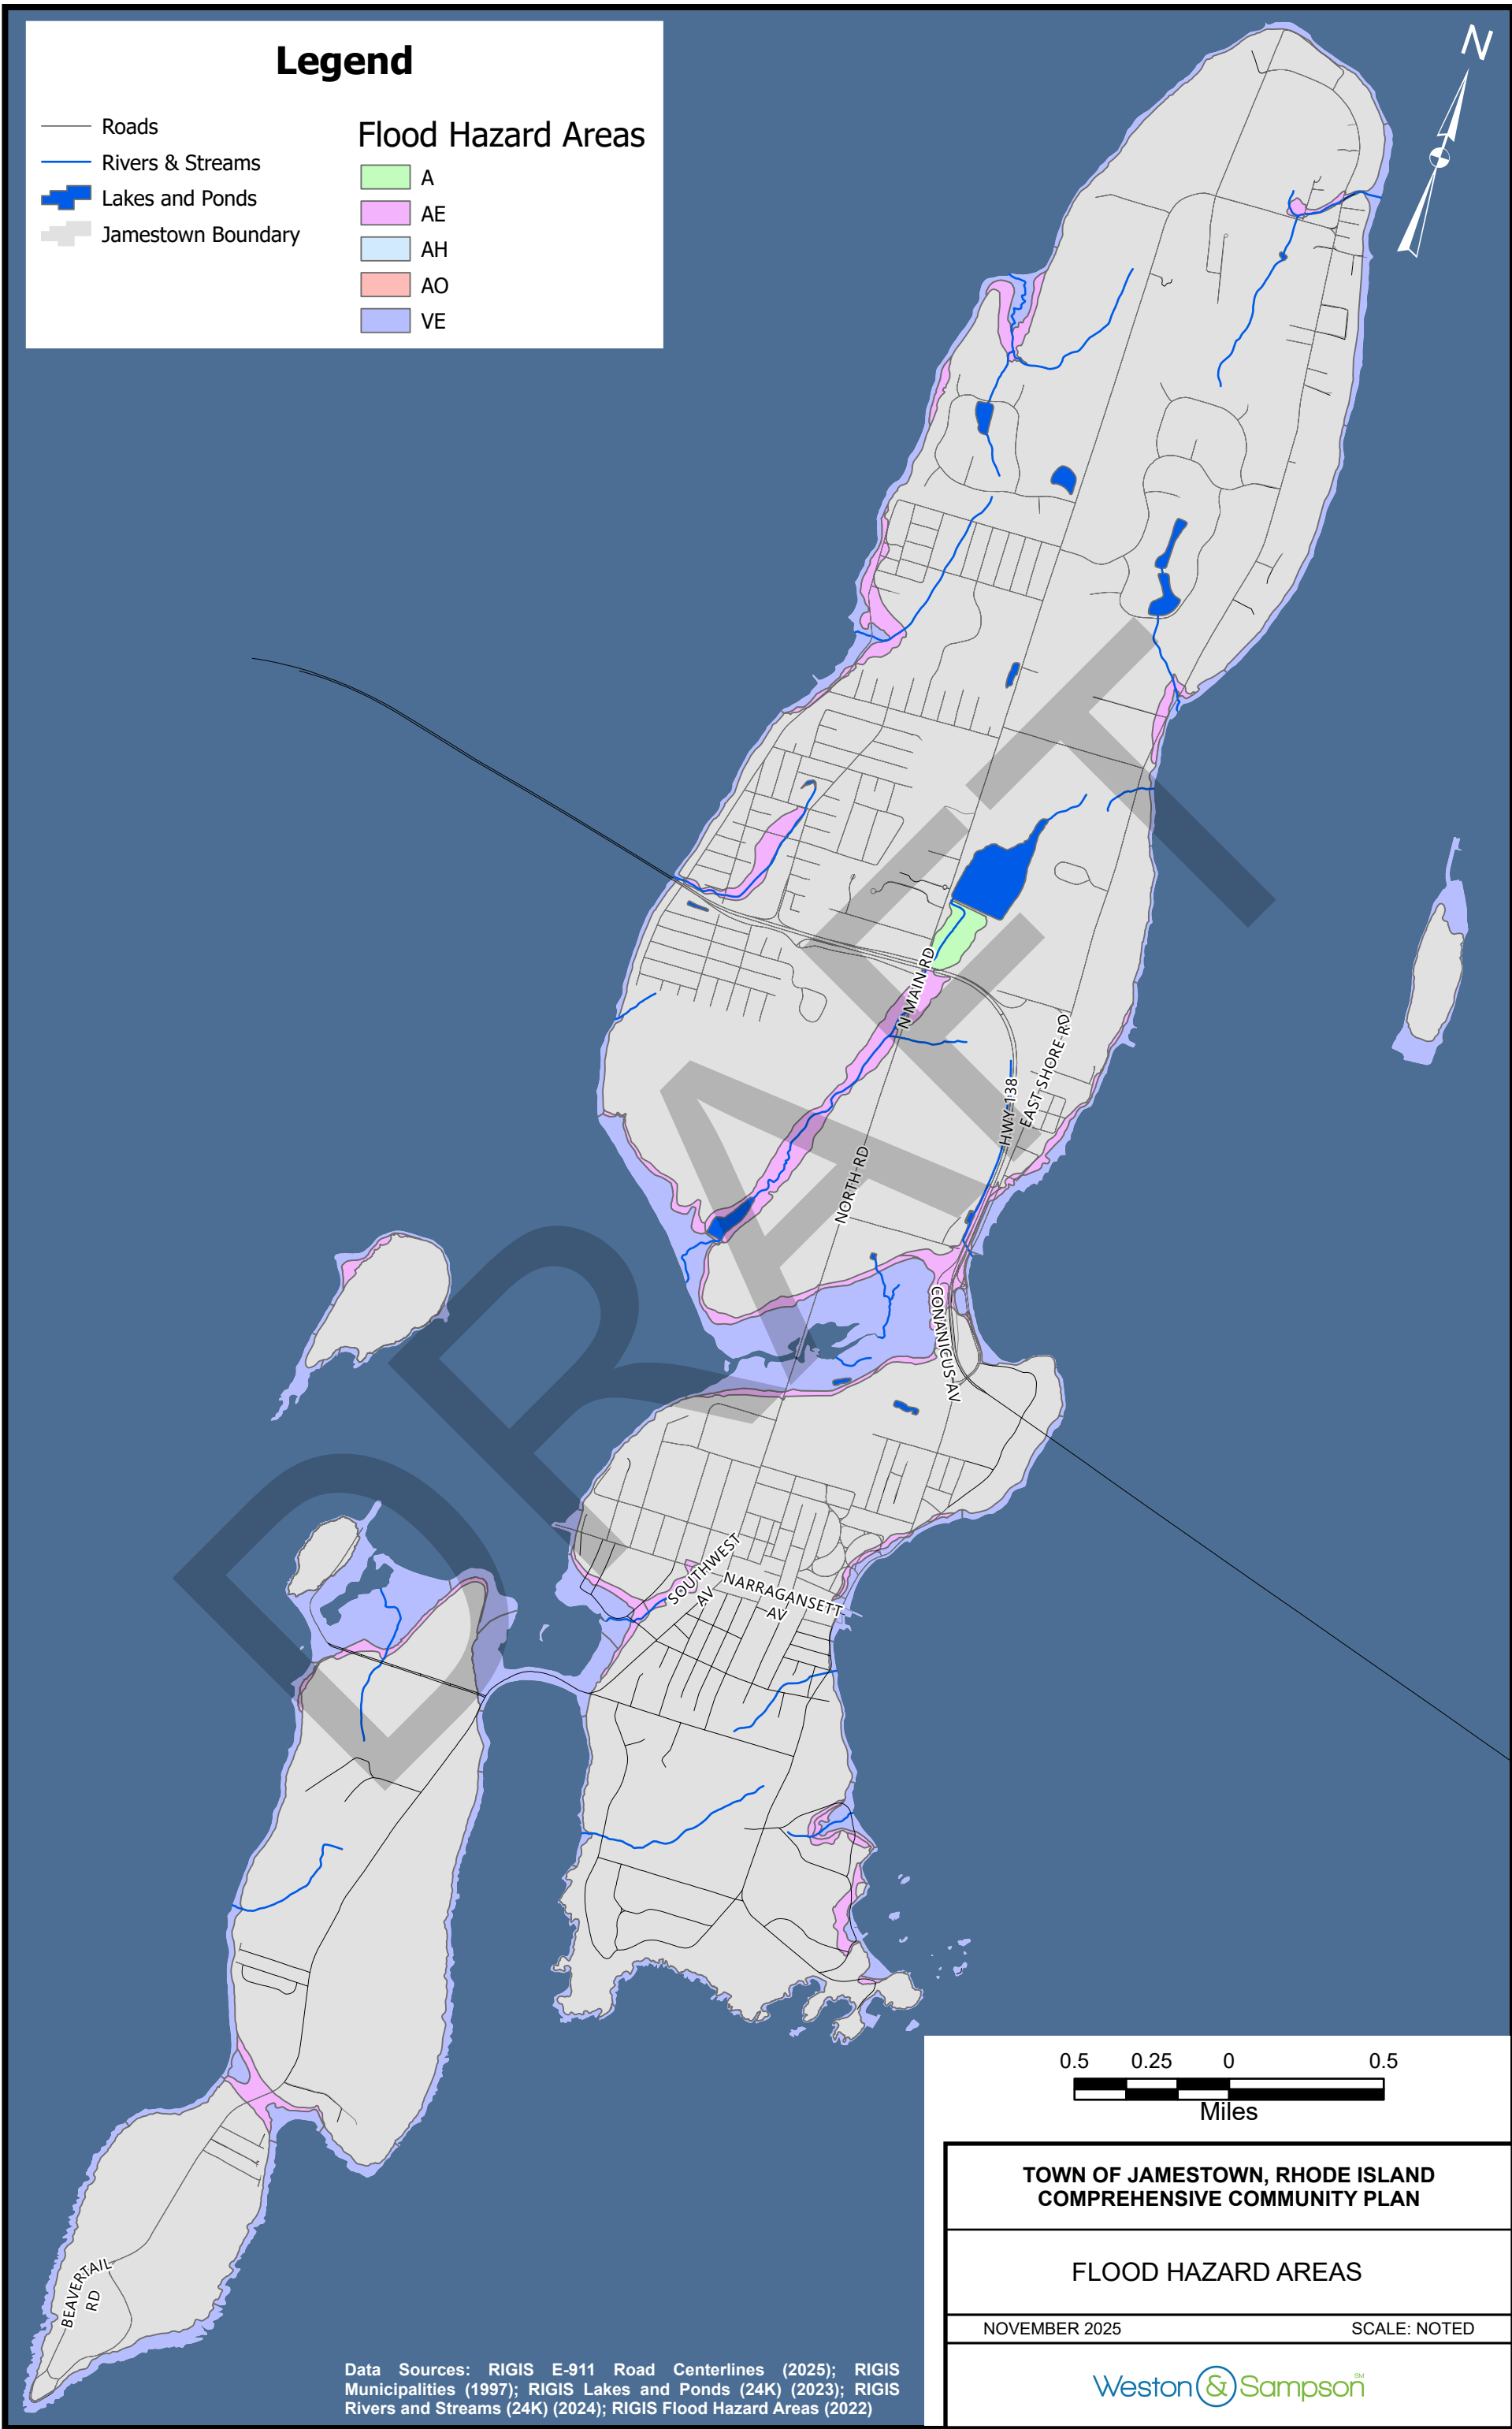 Legend
Roads
Rivers & Streams
Lakes and Ponds
Jamestown Boundary
Flood Hazard Areas
A
AE
AH
AO
VE
N
N MAIN RD
HWY 138
EAST SHORE RD
NORTH RD
CONANICUS AV
SOUTHWEST
AV
NARRAGANSETT
AV
BEAVERTAIL
RD
DRAFT
0.5 0.25 0 0.5
Miles
TOWN OF JAMESTOWN, RHODE ISLAND
COMPREHENSIVE COMMUNITY PLAN
FLOOD HAZARD AREAS
NOVEMBER 2025 SCALE: NOTED
Weston & Sampson SM
Data Sources: RIGIS E-911 Road Centerlines (2025); RIGIS
Municipalities (1997); RIGIS Lakes and Ponds (24K) (2023); RIGIS
Rivers and Streams (24K) (2024); RIGIS Flood Hazard Areas (2022)